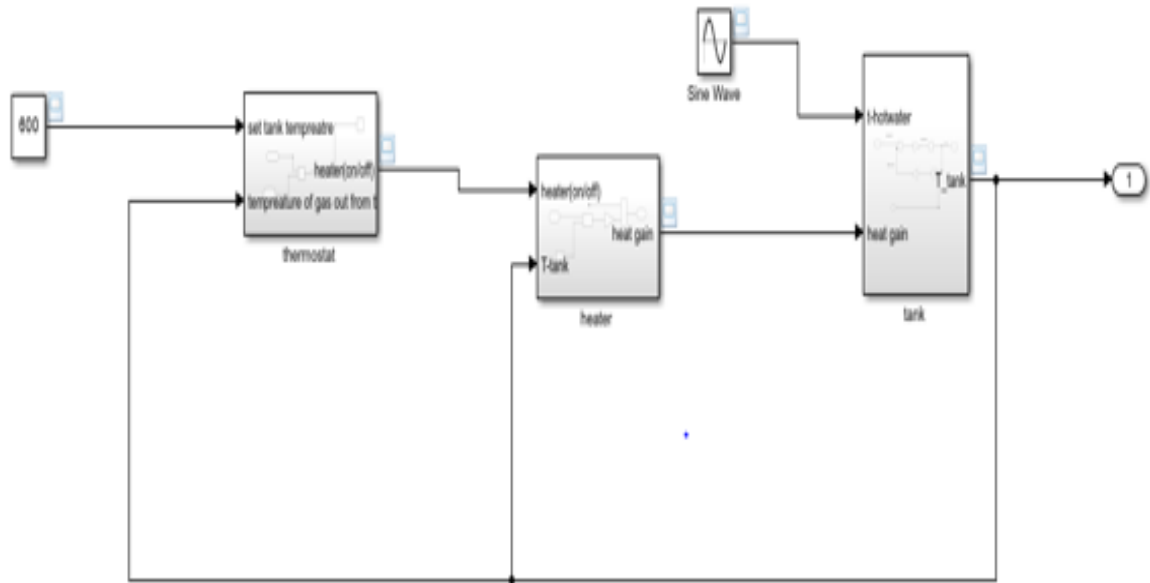 600
set tank tempreatre
heater(on/off)
tempreature of gas out from t
thermostat
heater(on/off)
heat gain
T-tank
heater
Sine Wave
t-hotwater
T_tank
heat gain
tank
1